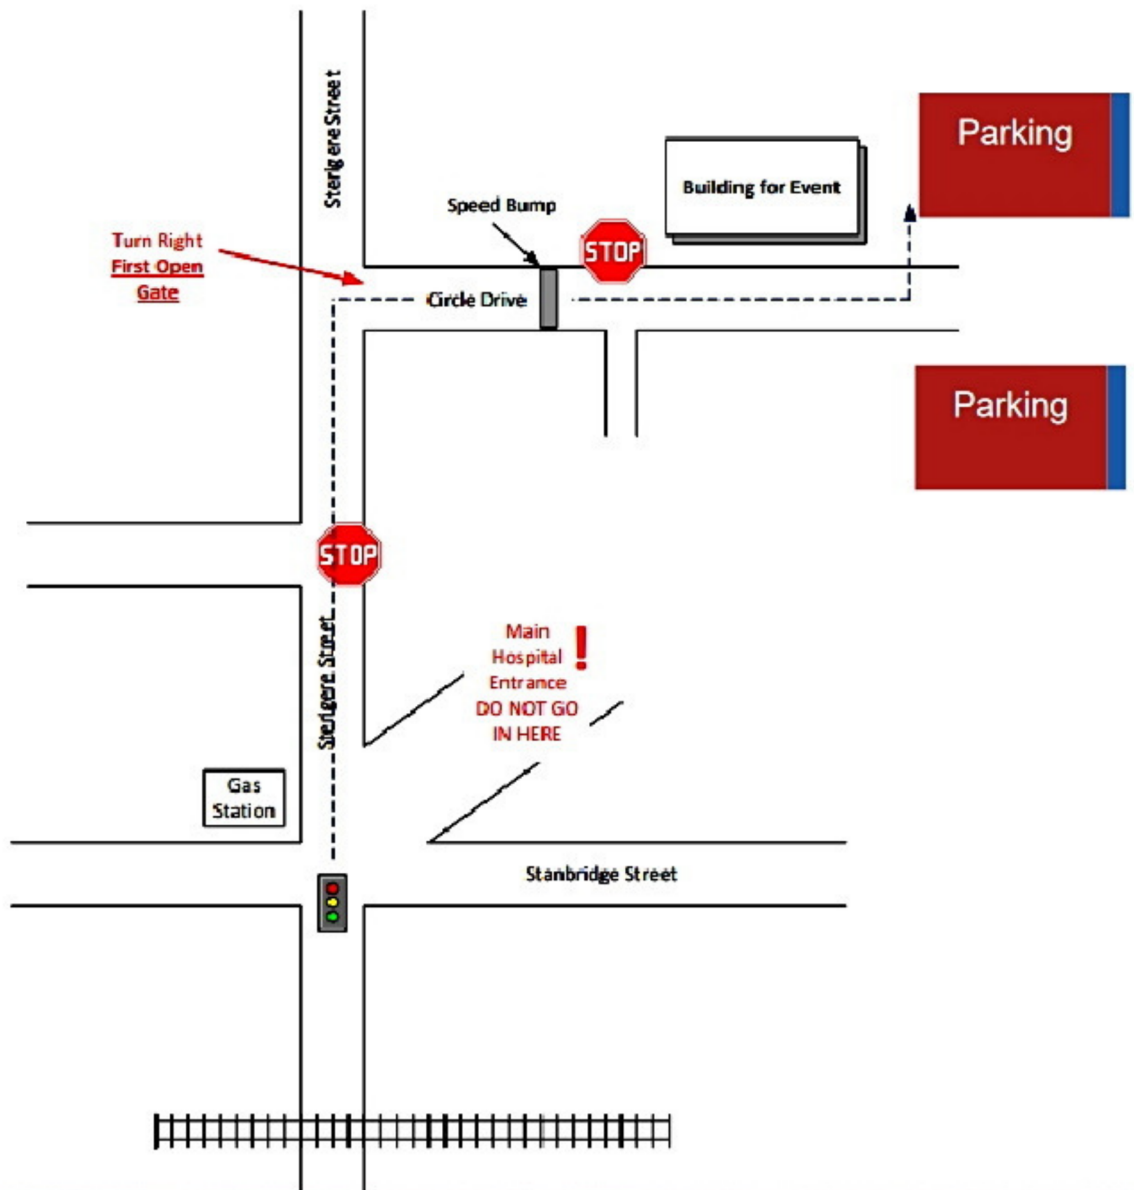 Sterigere Street
Parking
Building for Event
Speed Bump
STOP
Turn Right
First Open
Gate
Circle Drive
Parking
STOP
Sterigere Street
Main
Hospital
Entrance
DO NOT GO
IN HERE
!
Gas
Station
Stanbridge Street